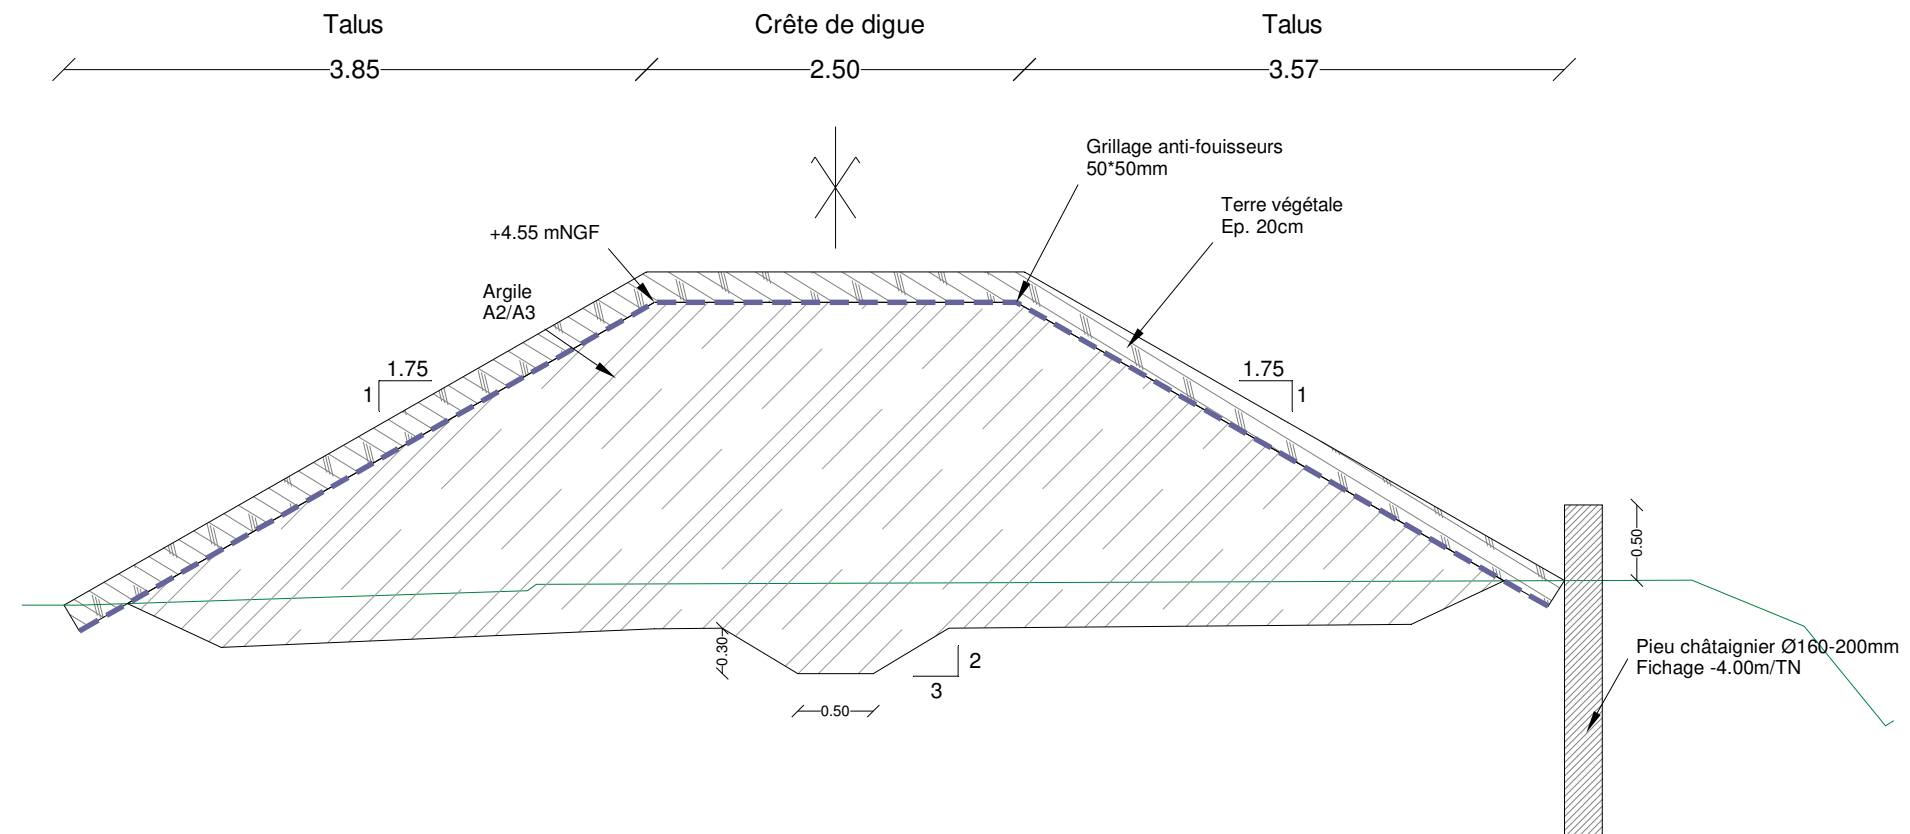 Talus
Crête de digue
Talus
3.85
2.50
3.57
Grillage anti-fouisseurs
50*50mm
Terre végétale
Ep. 20cm
+4.55 mNGF
Argile
A2/A3
1.75
1
1.75
1
0.50
0.30
2
3
0.50
Pieu châtaignier Ø160-200mm
Fichage -4.00m/TN